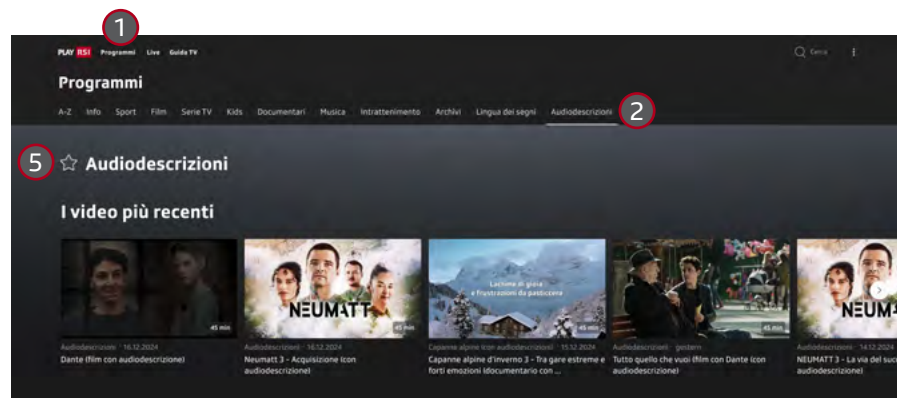 1
PLAY RSI Programmi Live Guida TV
Cerca
Programmi
A-Z Info Sport Film Serie TV Kids Documentari Musica Intrattenimento Archivi Lingua dei segni Audiodescrizioni
2
5
Audiodescrizioni
I video più recenti
45 min
NEUMATT
45 min
Lacrime di gioia
e frustrazioni da pasticcera
45 min
NEUM
Audiodescrizioni · 16.12.2024
Dante (film con audiodescrizione)
Audiodescrizioni · 16.12.2024
Neumatt 3 - Acquisizione (con
audiodescrizione)
Capanne alpine (con audiodescrizioni) · 15.12.2024
Capanne alpine d'inverno 3 - Tra gare estreme e
forti emozioni (documentario con ...
Audiodescrizioni · gestern
Tutto quello che vuoi (film con Dante (con
audiodescrizione)
Audiodescrizioni · 14.12.2024
NEUMATT 3 - La via del suc
audiodescrizione)